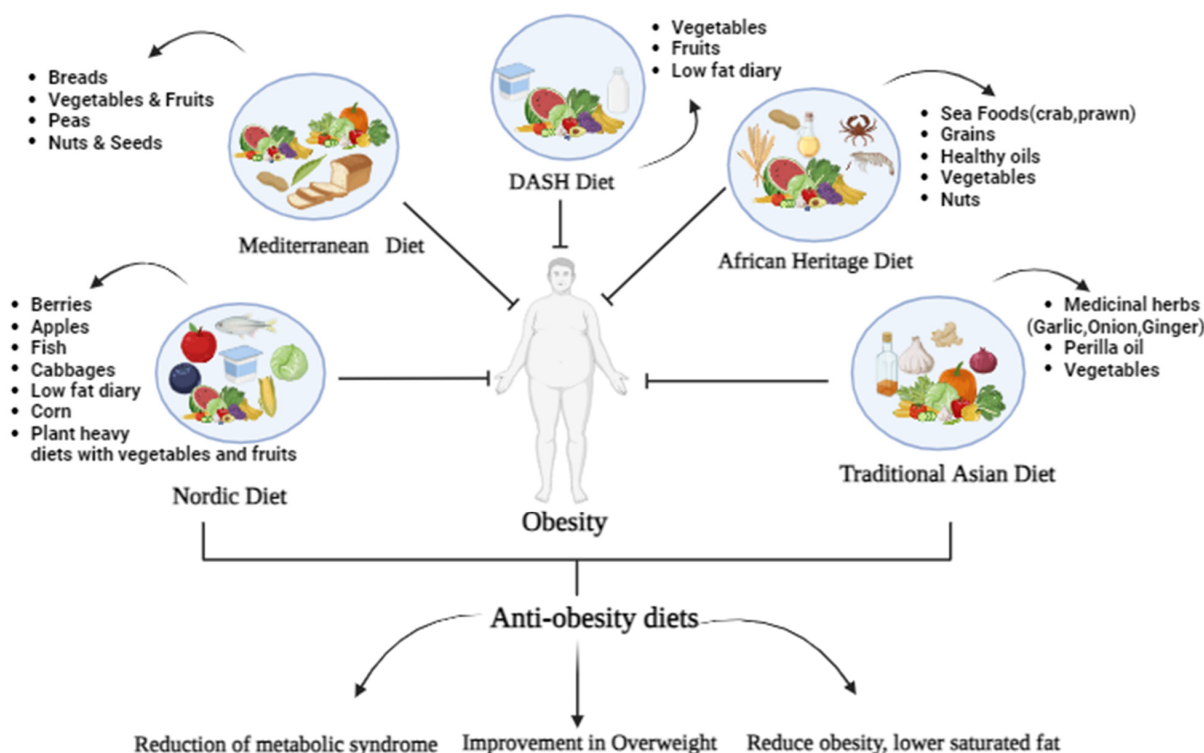 • Breads
• Vegetables & Fruits
• Peas
• Nuts & Seeds
Mediterranean Diet
• Vegetables
• Fruits
• Low fat diary
DASH Diet
• Sea Foods(crab,prawn)
• Grains
• Healthy oils
• Vegetables
• Nuts
African Heritage Diet
• Berries
• Apples
• Fish
• Cabbages
• Low fat diary
• Corn
• Plant heavy
diets with vegetables and fruits
Nordic Diet
• Medicinal herbs
(Garlic,Onion,Ginger)
• Perilla oil
• Vegetables
Traditional Asian Diet
Obesity
Anti-obesity diets
Reduction of metabolic syndrome
Improvement in Overweight
Reduce obesity, lower saturated fat